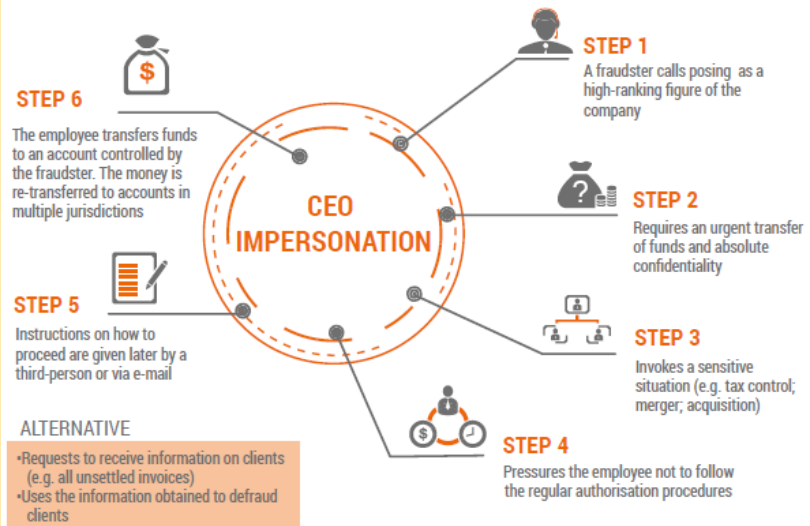 CEO
IMPERSONATION
STEP 1
A fraudster calls posing as a
high-ranking figure of the
company
STEP 2
Requires an urgent transfer
of funds and absolute
confidentiality
STEP 3
Invokes a sensitive
situation (e.g. tax control;
merger; acquisition)
STEP 4
Pressures the employee not to follow
the regular authorisation procedures
STEP 5
Instructions on how to
proceed are given later by a
third-person or via e-mail
STEP 6
The employee transfers funds
to an account controlled by
the fraudster. The money is
re-transferred to accounts in
multiple jurisdictions
ALTERNATIVE
•Requests to receive information on clients
(e.g. all unsettled invoices)
•Uses the information obtained to defraud
clients
$
?
$